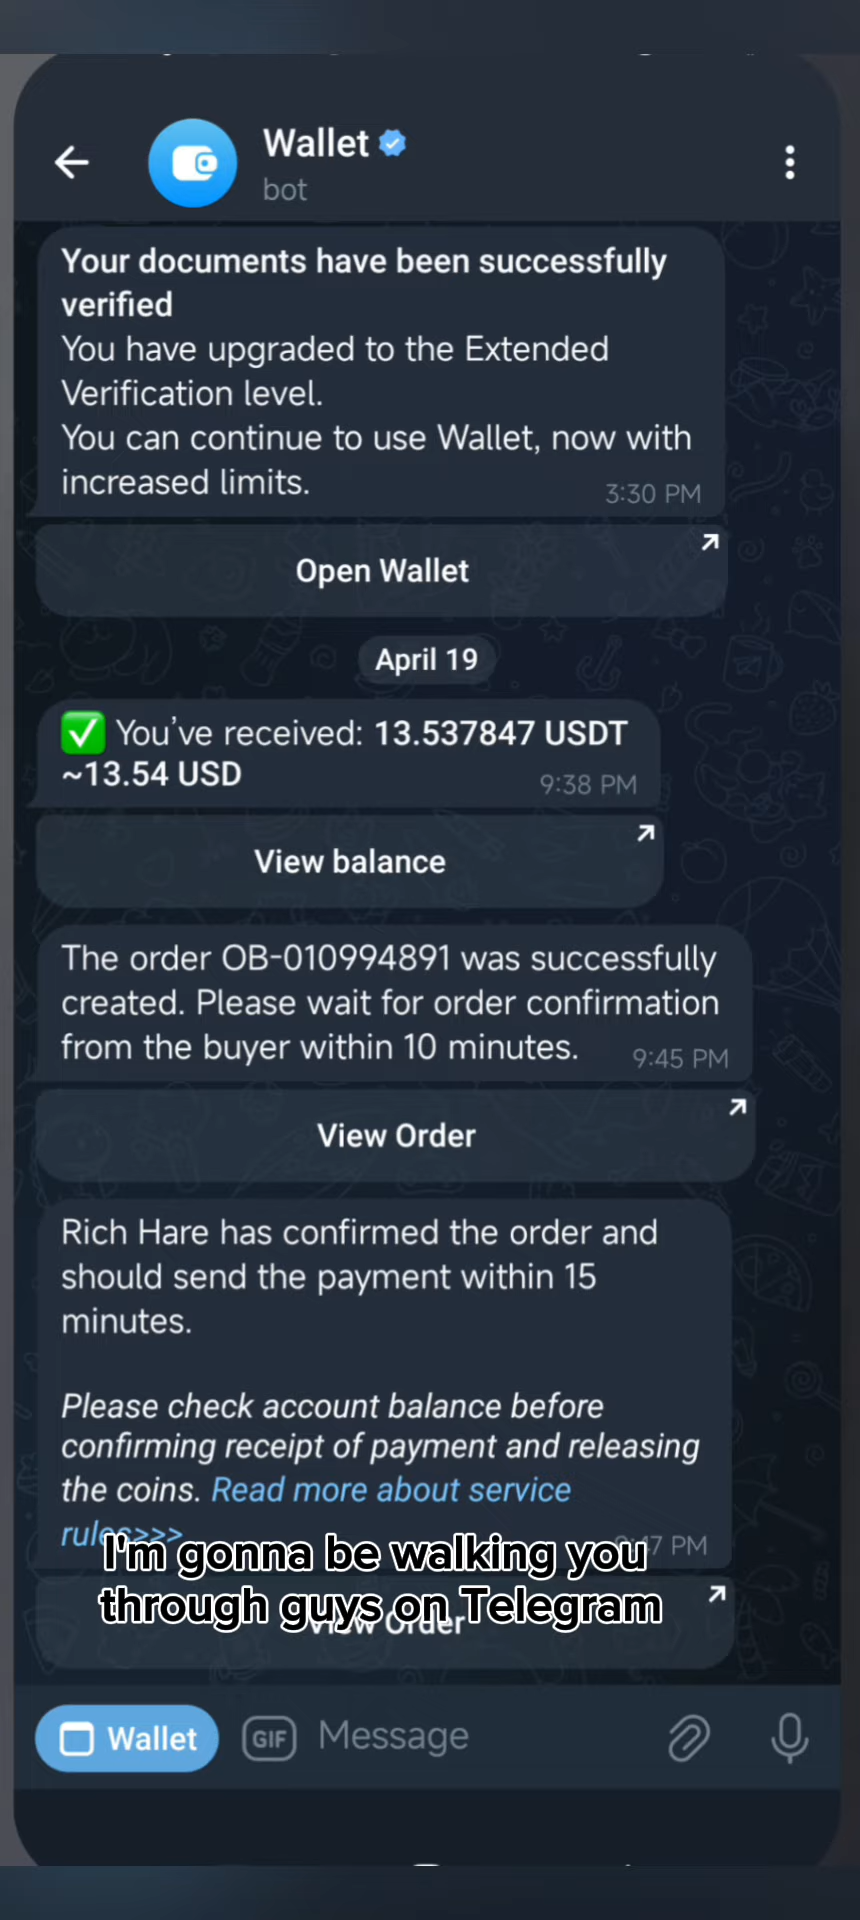 Wallet
bot
Your documents have been successfully
verified
You have upgraded to the Extended
Verification level.
You can continue to use Wallet, now with
increased limits.
3:30 PM
Open Wallet
April 19
You've received: 13.537847 USDT
~13.54 USD
9:38 PM
View balance
The order OB-010994891 was successfully
created. Please wait for order confirmation
from the buyer within 10 minutes.
9:45 PM
View Order
Rich Hare has confirmed the order and
should send the payment within 15
minutes.
Please check account balance before
confirming receipt of payment and releasing
the coins. Read more about service
rules>>>
PM
I'm gonna be walking you
through guys on Telegram
View Order
Wallet
GIF
Message